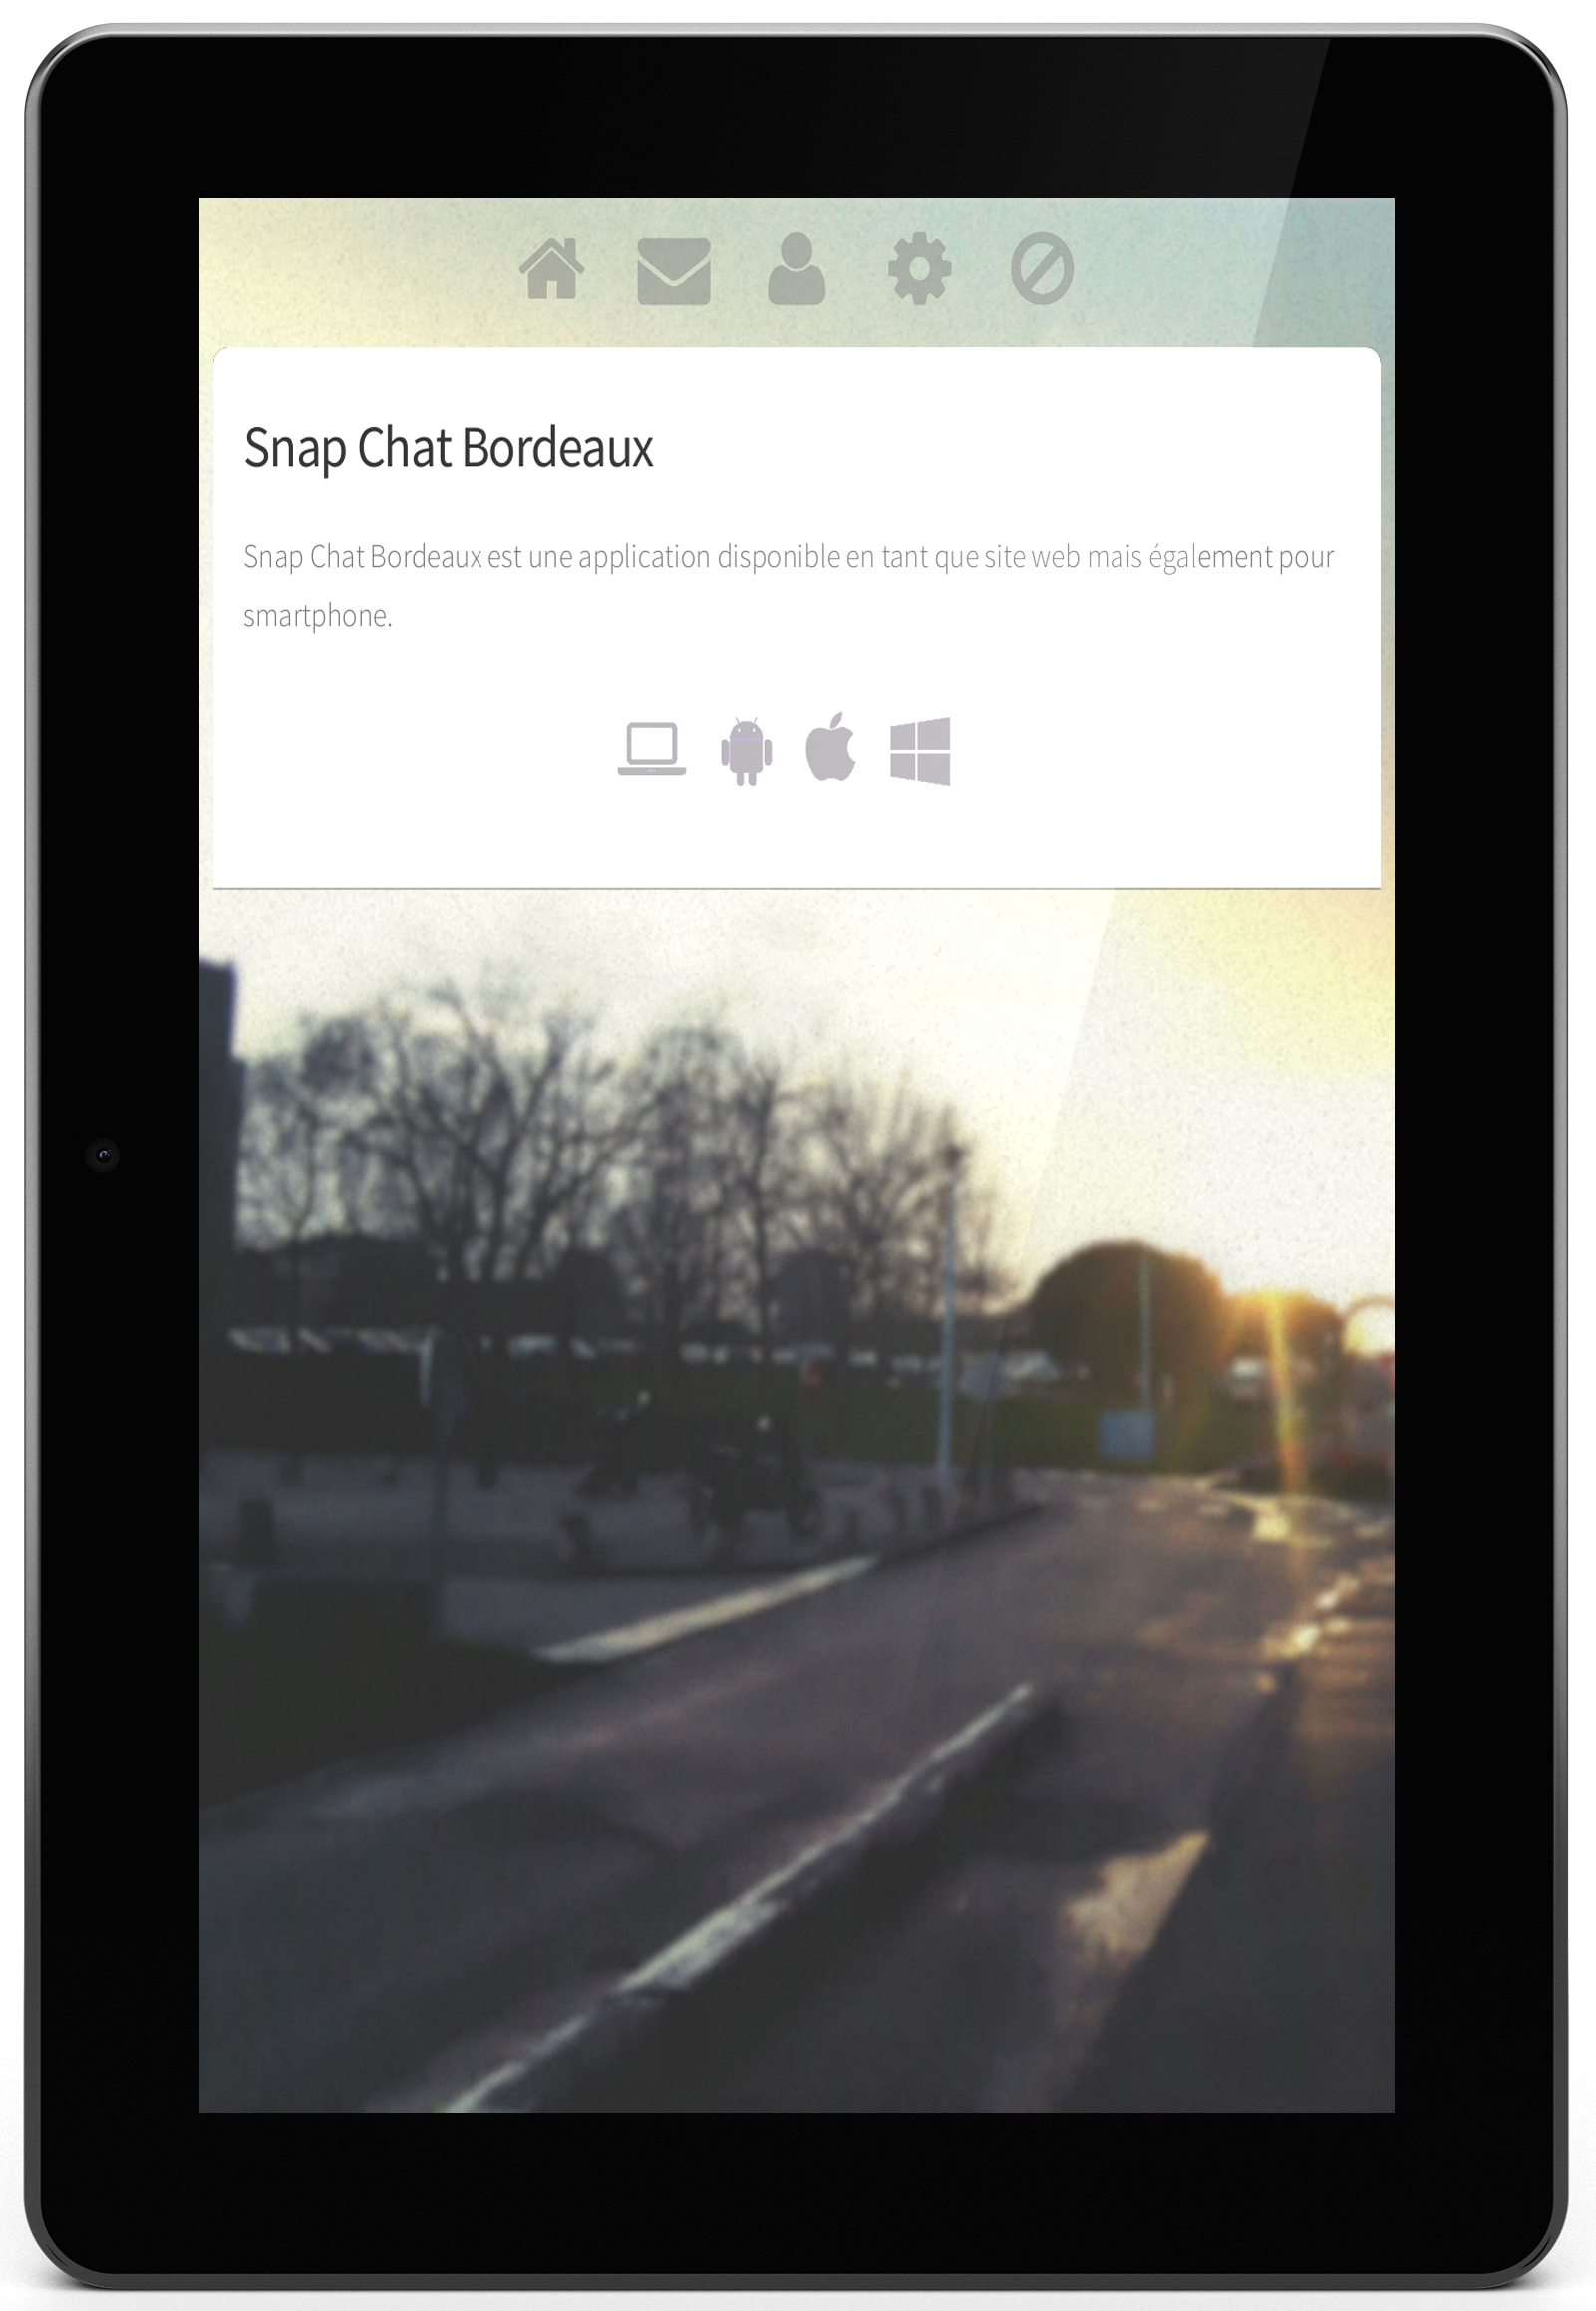 Snap Chat Bordeaux
Snap Chat Bordeaux est une application disponible en tant que site web mais également pour
smartphone.